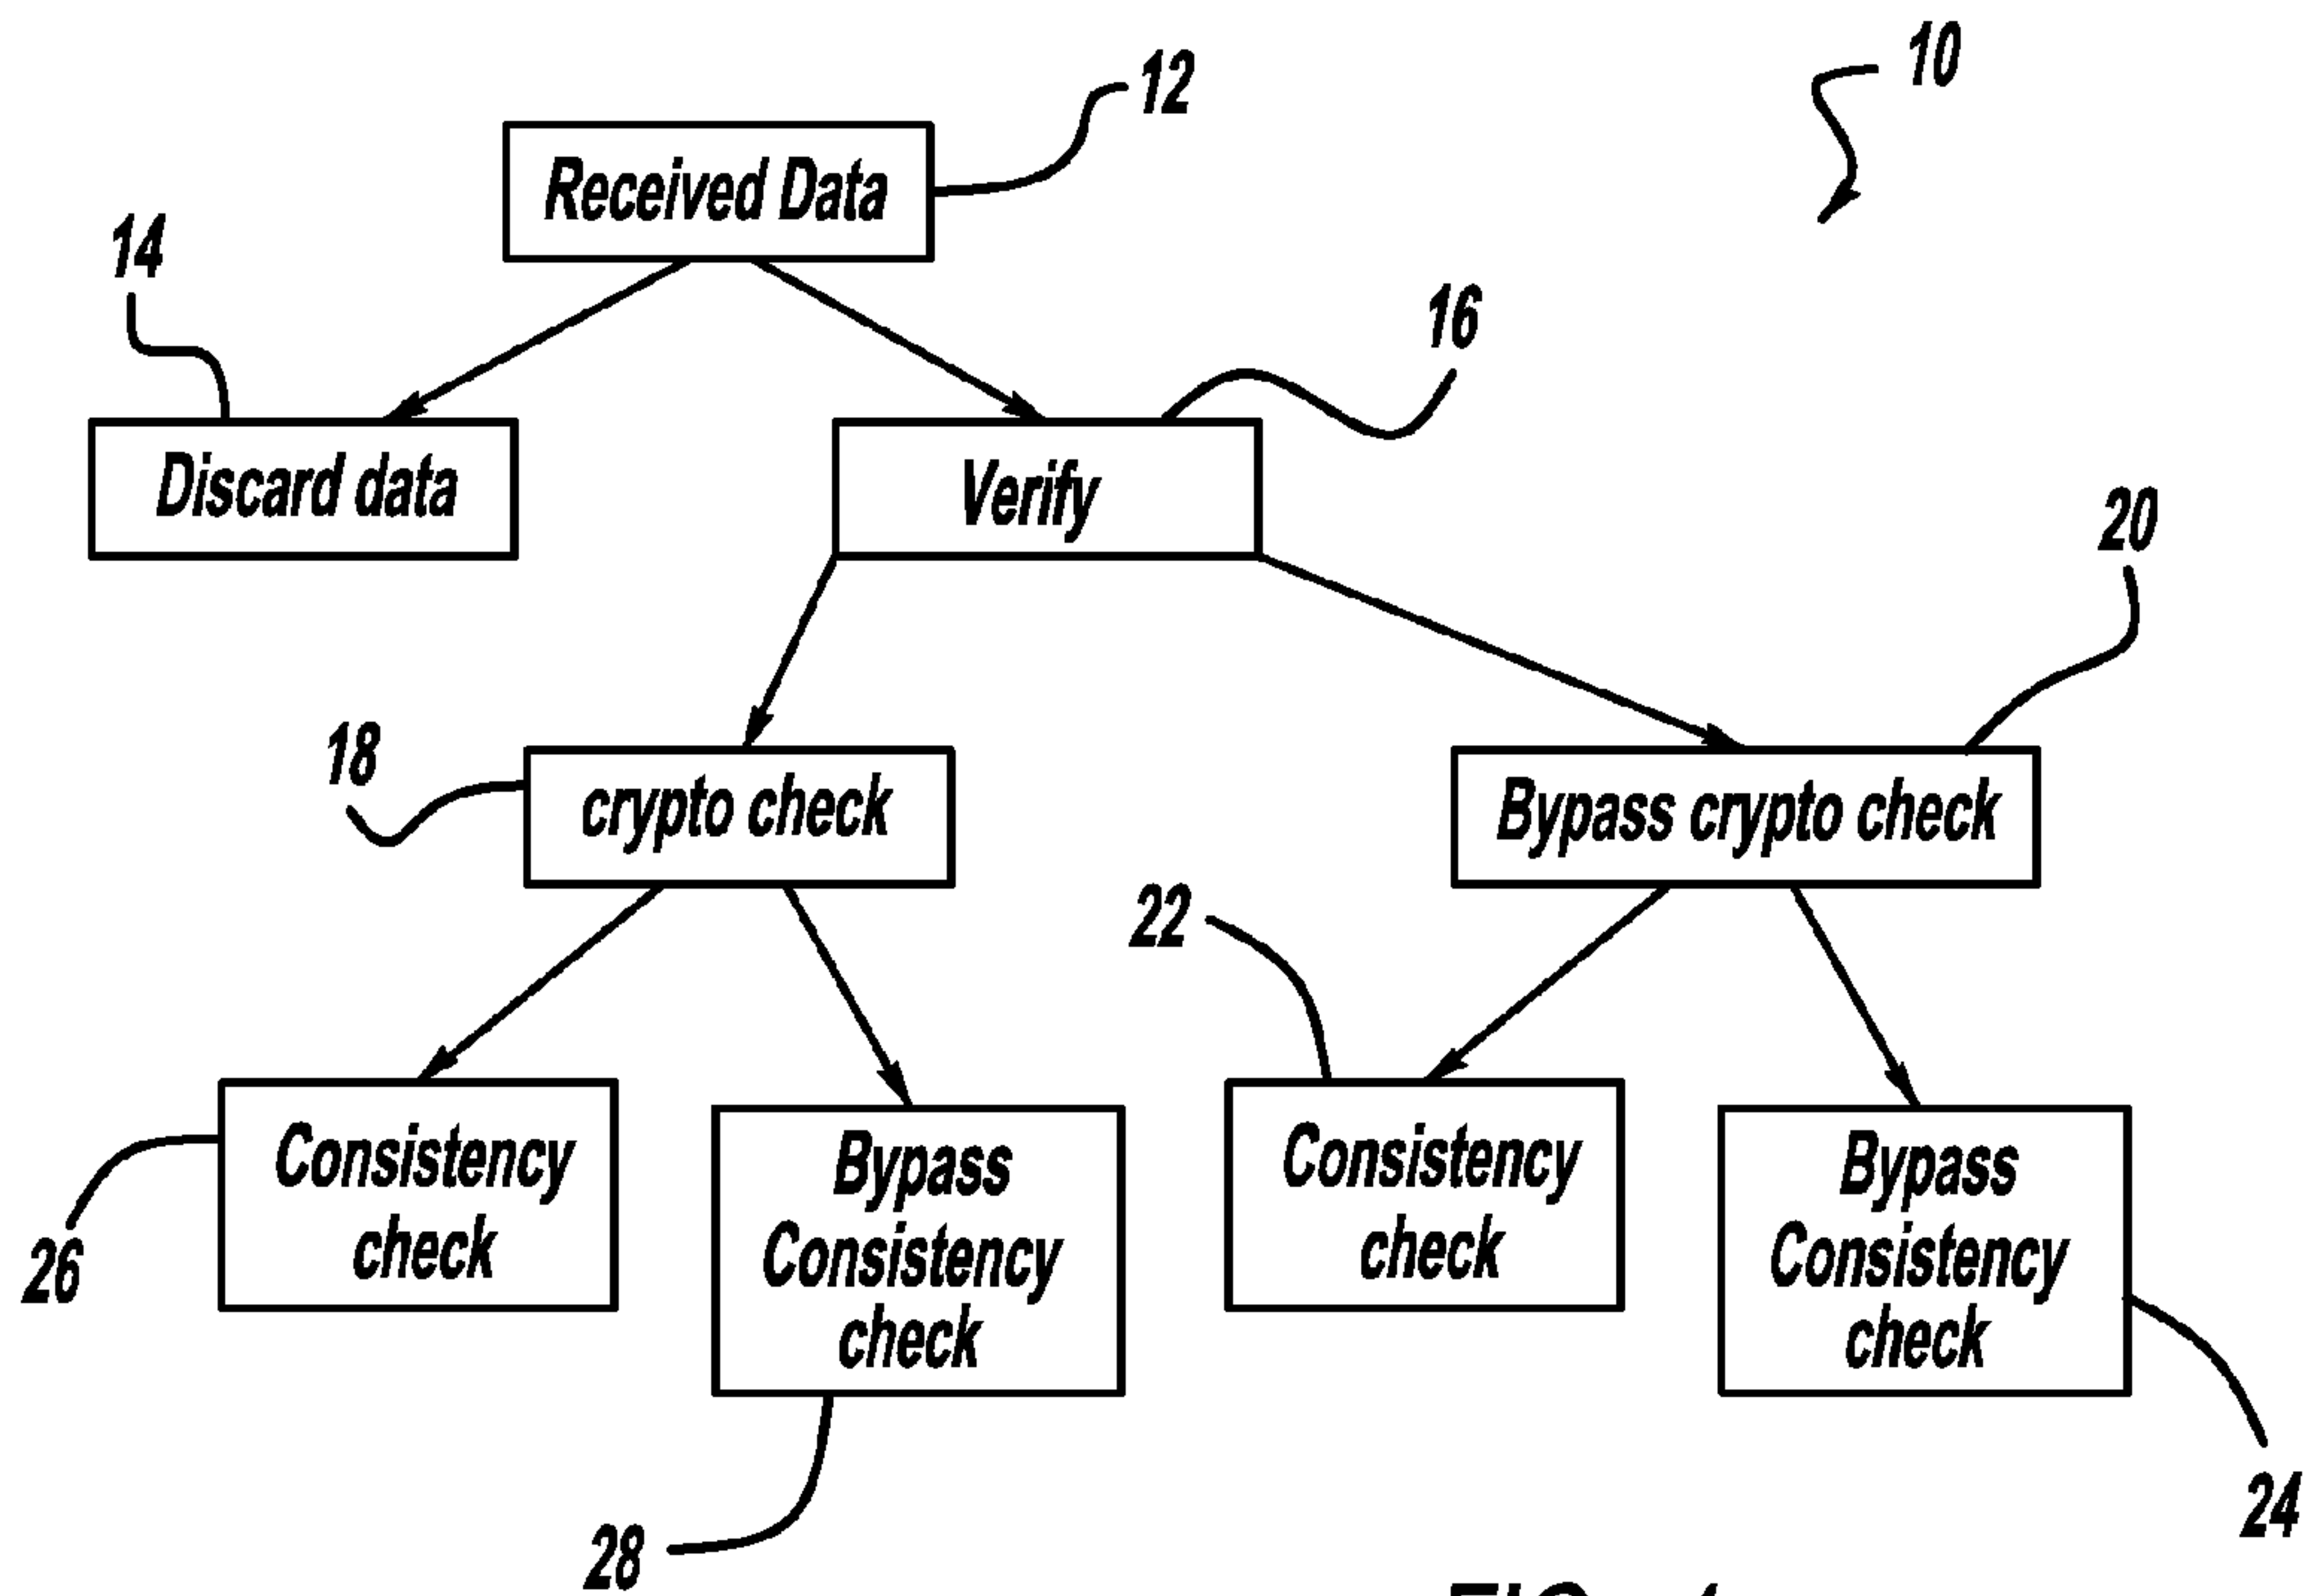 10
12
Received Data
14
16
Discard data
Verify
20
18
crypto check
Bypass crypto check
22
Consistency
check
Bypass
Consistency
check
Consistency
check
Bypass
Consistency
check
26
24
28